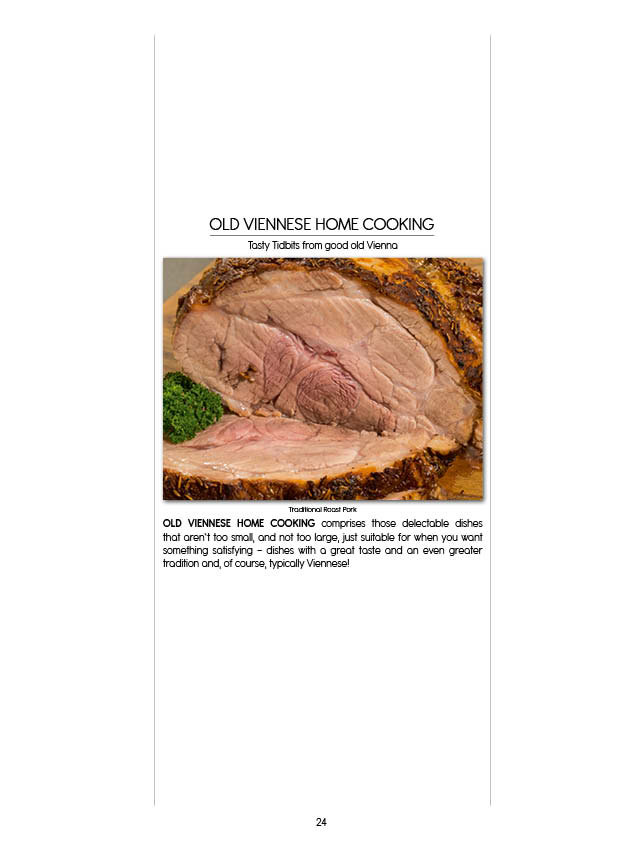 OLD VIENNESE HOME COOKING
Tasty Tidbits from good old Vienna
Traditional Roast Pork
OLD VIENNESE HOME COOKING comprises those delectable dishes
that aren't too small, and not too large, just suitable for when you want
something satisfying – dishes with a great taste and an even greater
tradition and, of course, typically Viennese!
24